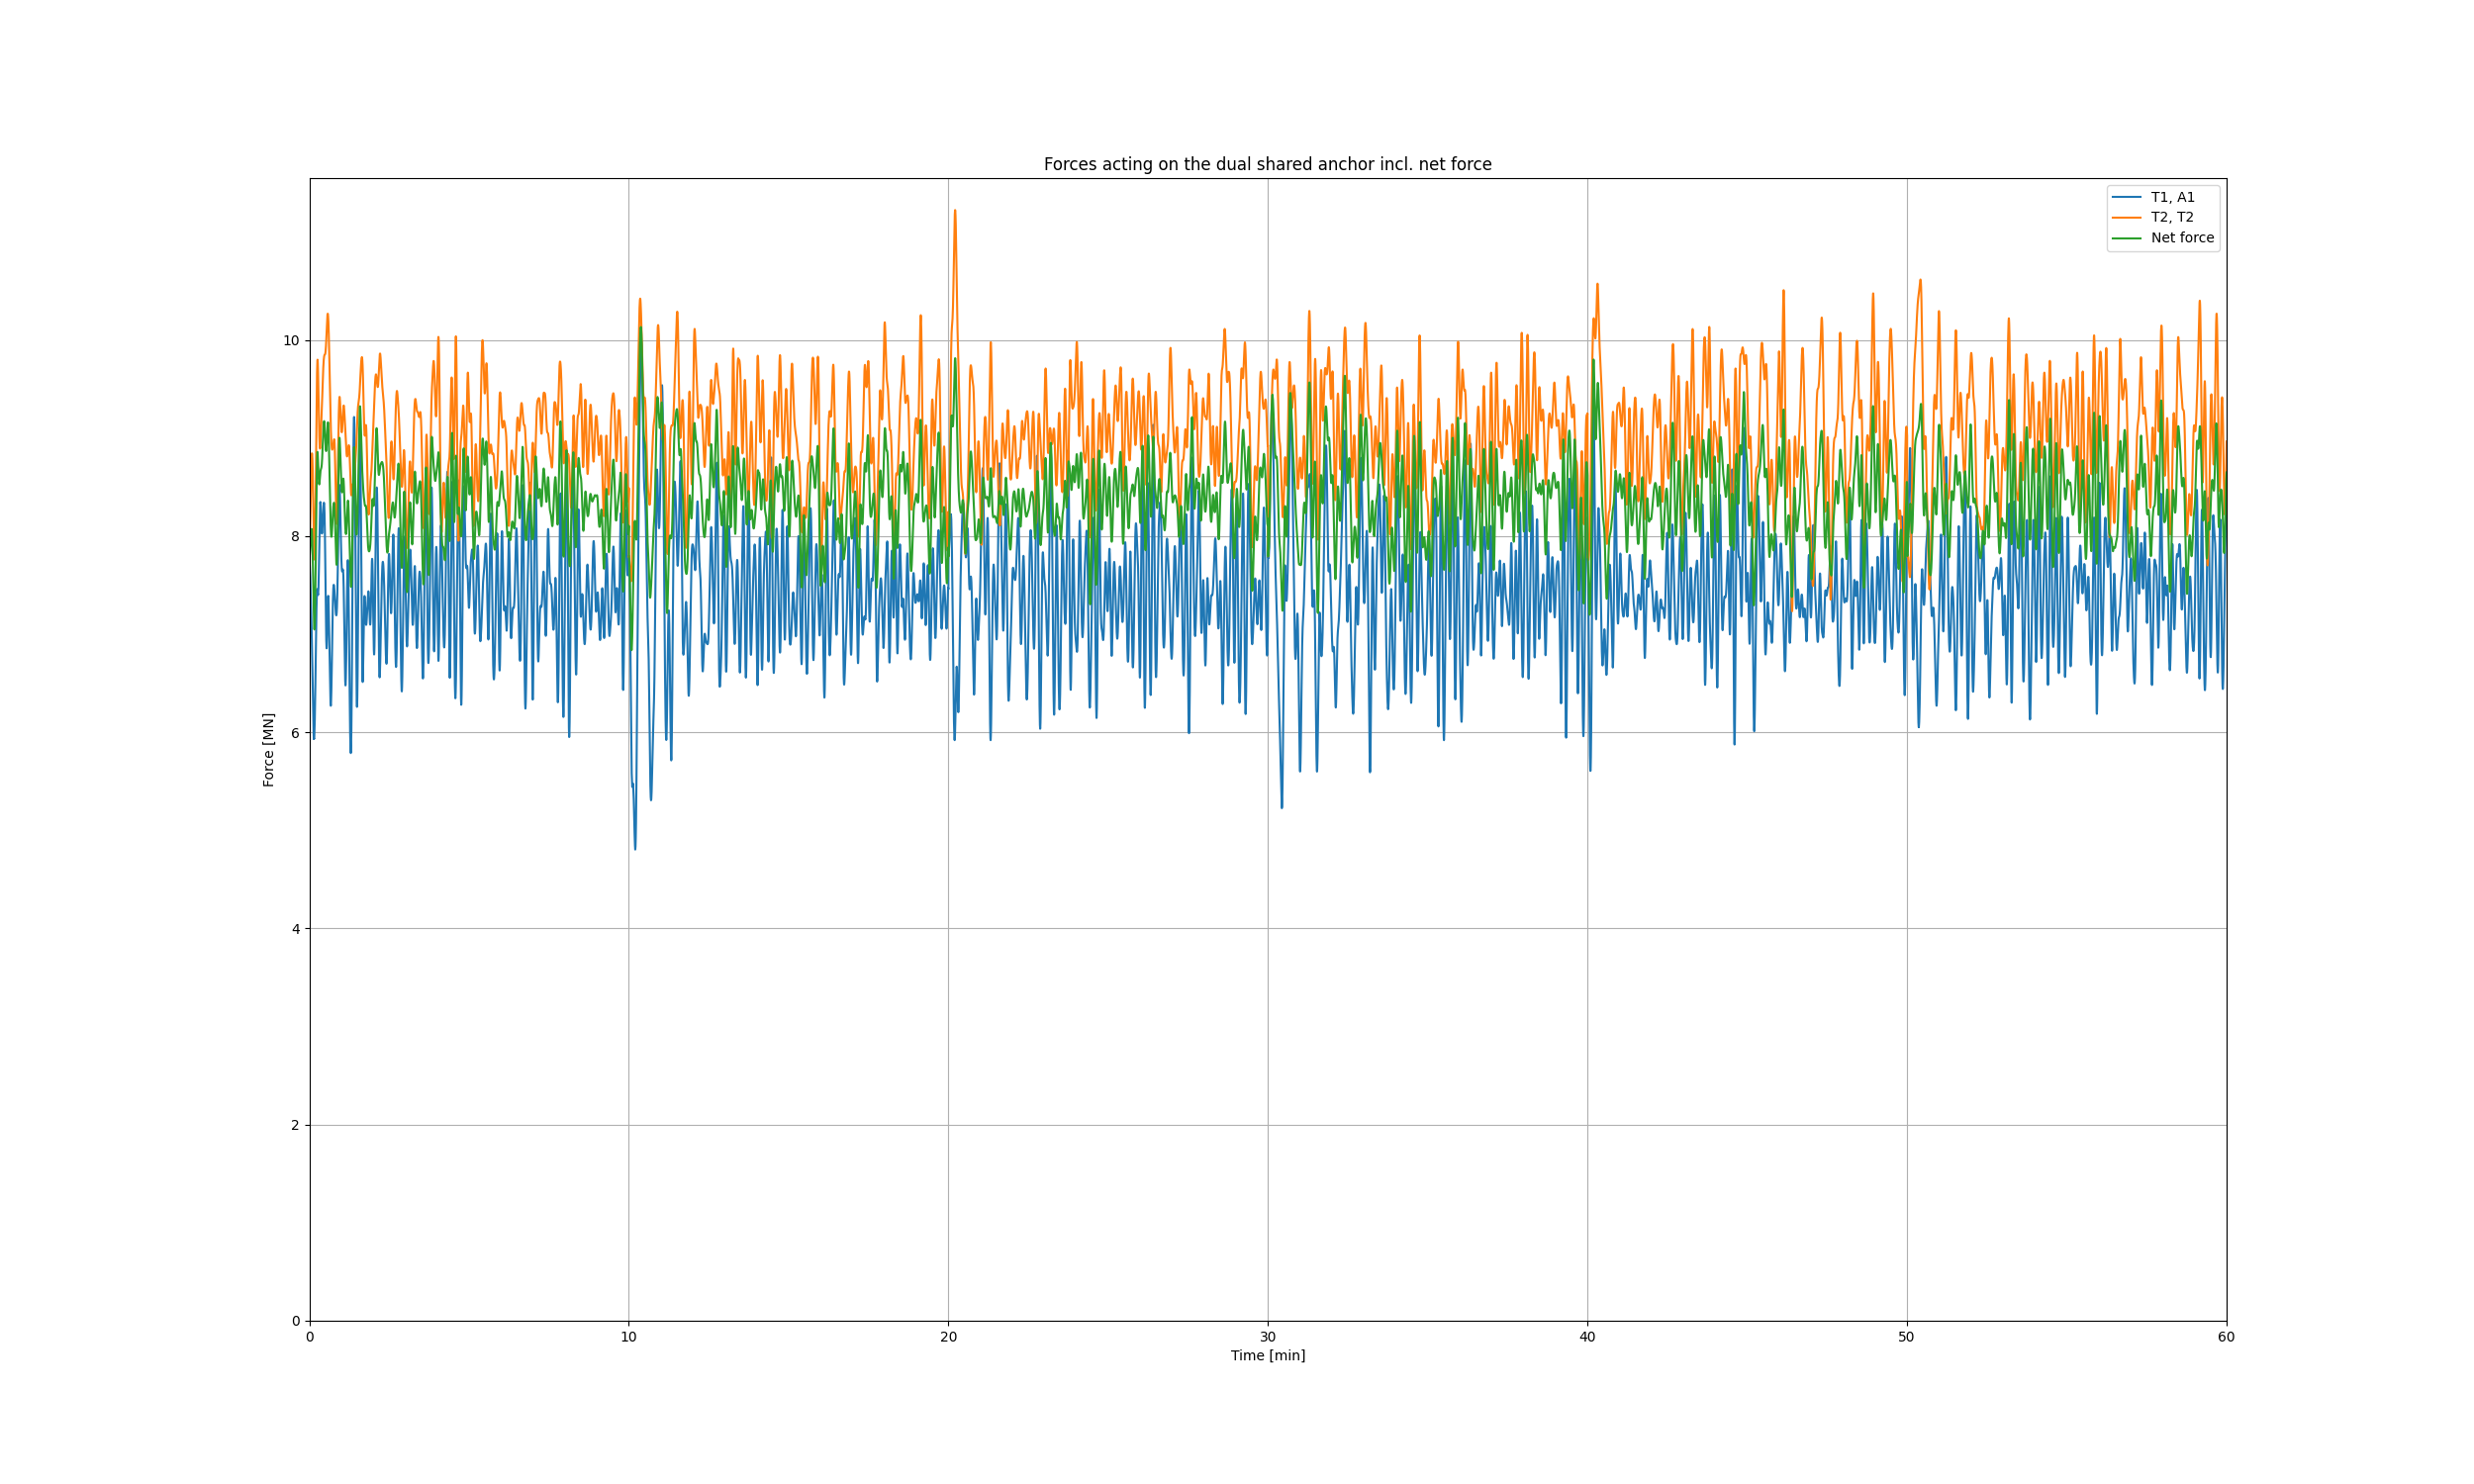 Forces acting on the dual shared anchor incl. net force
T1, A1
T2, T2
Net force
10
8
6
4
2
0
Force [MN]
0 10 20 30 40 50 60
Time [min]